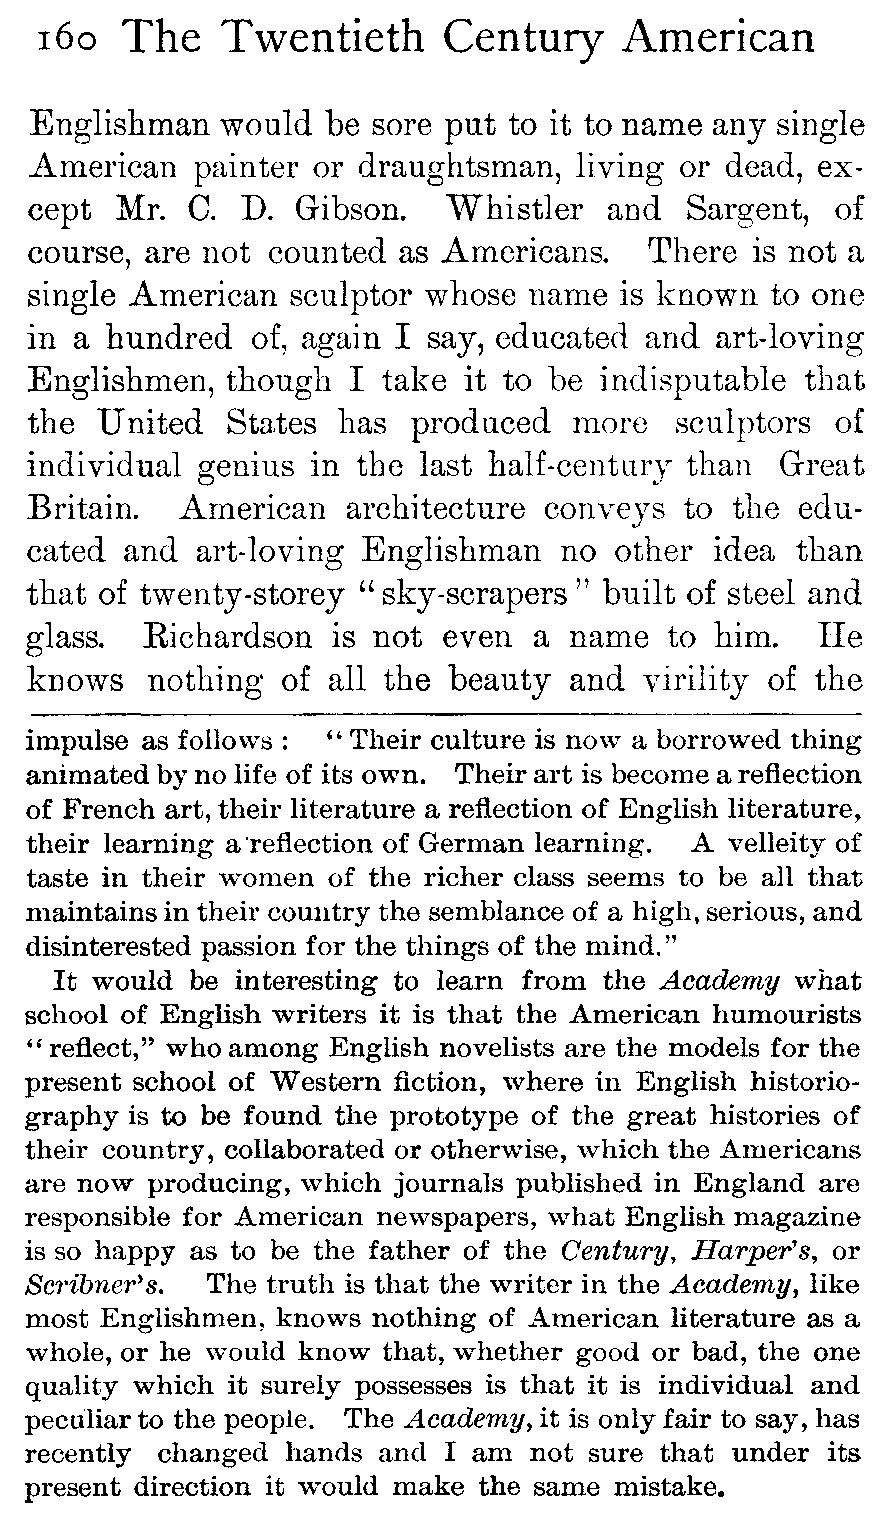 160 The Twentieth Century American
Englishman would be sore put to it to name any single
American painter or draughtsman, living or dead, ex-
cept Mr. C. D. Gibson. Whistler and Sargent, of
course, are not counted as Americans. There is not a
single American sculptor whose name is known to one
in a hundred of, again I say, educated and art-loving
Englishmen, though I take it to be indisputable that
the United States has produced more sculptors of
individual genius in the last half-century than Great
Britain. American architecture conveys to the edu-
cated and art-loving Englishman no other idea than
that of twenty-storey "sky-scrapers" built of steel and
glass. Richardson is not even a name to him. He
knows nothing of all the beauty and virility of the
impulse as follows: "Their culture is now a borrowed thing
animated by no life of its own. Their art is become a reflection
of French art, their literature a reflection of English literature,
their learning a reflection of German learning. A velleity of
taste in their women of the richer class seems to be all that
maintains in their country the semblance of a high, serious, and
disinterested passion for the things of the mind."
It would be interesting to learn from the Academy what
school of English writers it is that the American humourists
"reflect," who among English novelists are the models for the
present school of Western fiction, where in English historio-
graphy is to be found the prototype of the great histories of
their country, collaborated or otherwise, which the Americans
are now producing, which journals published in England are
responsible for American newspapers, what English magazine
is so happy as to be the father of the Century, Harper's, or
Scribner's. The truth is that the writer in the Academy, like
most Englishmen, knows nothing of American literature as a
whole, or he would know that, whether good or bad, the one
quality which it surely possesses is that it is individual and
peculiar to the people. The Academy, it is only fair to say, has
recently changed hands and I am not sure that under its
present direction it would make the same mistake.